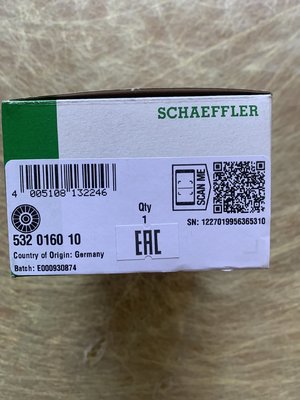 SCHAEFFLER
4 005108 132246
SCAN ME
Qty
1
SN: 1227019956365310
532 0160 10
EAC
Country of Origin: Germany
Batch: E000930874